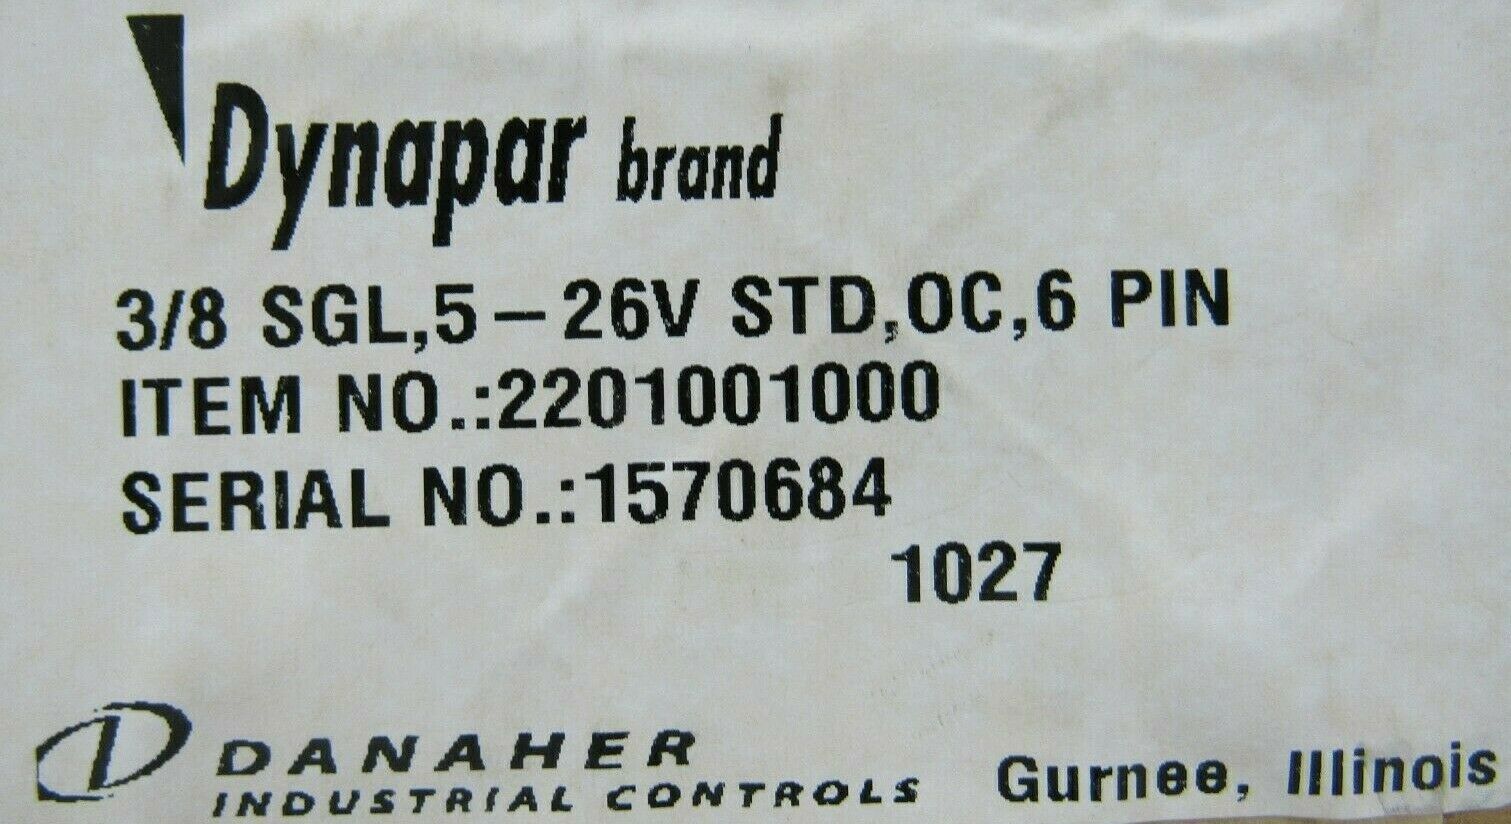 Dynapar brand
3/8 SGL,5-26V STD,OC,6 PIN
ITEM NO.:2201001000
SERIAL NO.:1570684
1027
DANAHER
INDUSTRIAL CONTROLS
Gurnee, Illinois